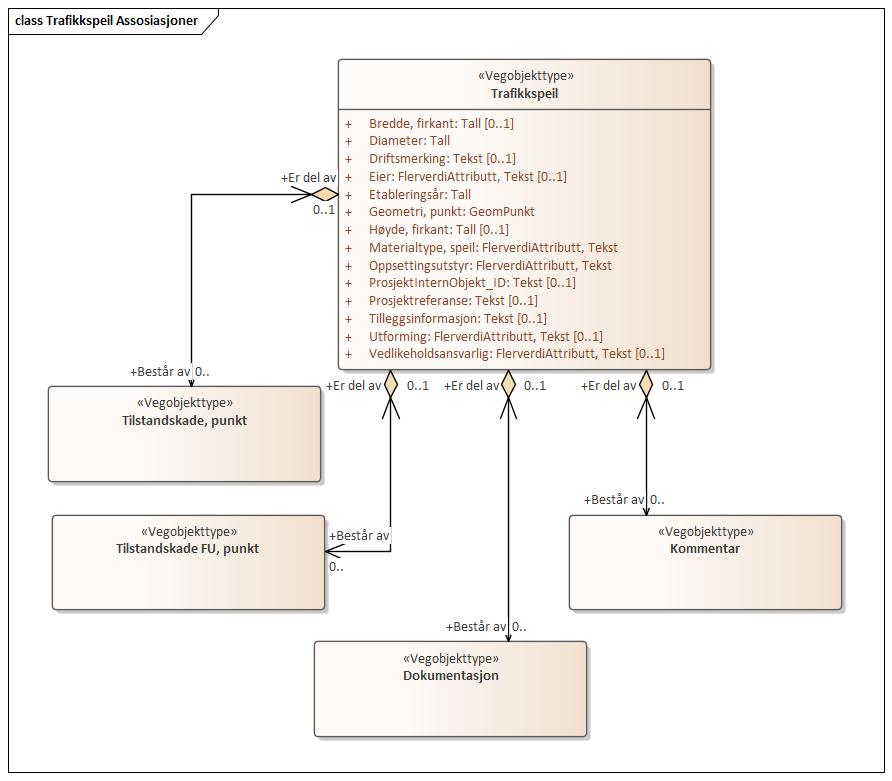 class Trafikkspeil Assosiasjoner
«Vegobjekttype»
Trafikkspeil
+ Bredde, firkant: Tall [0..1]
+ Diameter: Tall
+ Driftsmerking: Tekst [0..1]
+ Eier: FlerverdiAttributt, Tekst [0..1]
+ Etableringsår: Tall
+ Geometri, punkt: GeomPunkt
+ Høyde, firkant: Tall [0..1]
+ Materialtype, speil: FlerverdiAttributt, Tekst
+ Oppsettingsutstyr: FlerverdiAttributt, Tekst
+ ProsjektInternObjekt_ID: Tekst [0..1]
+ Prosjektreferanse: Tekst [0..1]
+ Tilleggsinformasjon: Tekst [0..1]
+ Utforming: FlerverdiAttributt, Tekst [0..1]
+ Vedlikeholdsansvarlig: FlerverdiAttributt, Tekst [0..1]
+Er del av
0..1
+Består av 0..
«Vegobjekttype»
Tilstandskade, punkt
+Er del av 0..1
+Er del av 0..1
+Er del av 0..1
+Består av
0..
«Vegobjekttype»
Tilstandskade FU, punkt
+Består av 0..
«Vegobjekttype»
Kommentar
+Består av 0..
«Vegobjekttype»
Dokumentasjon